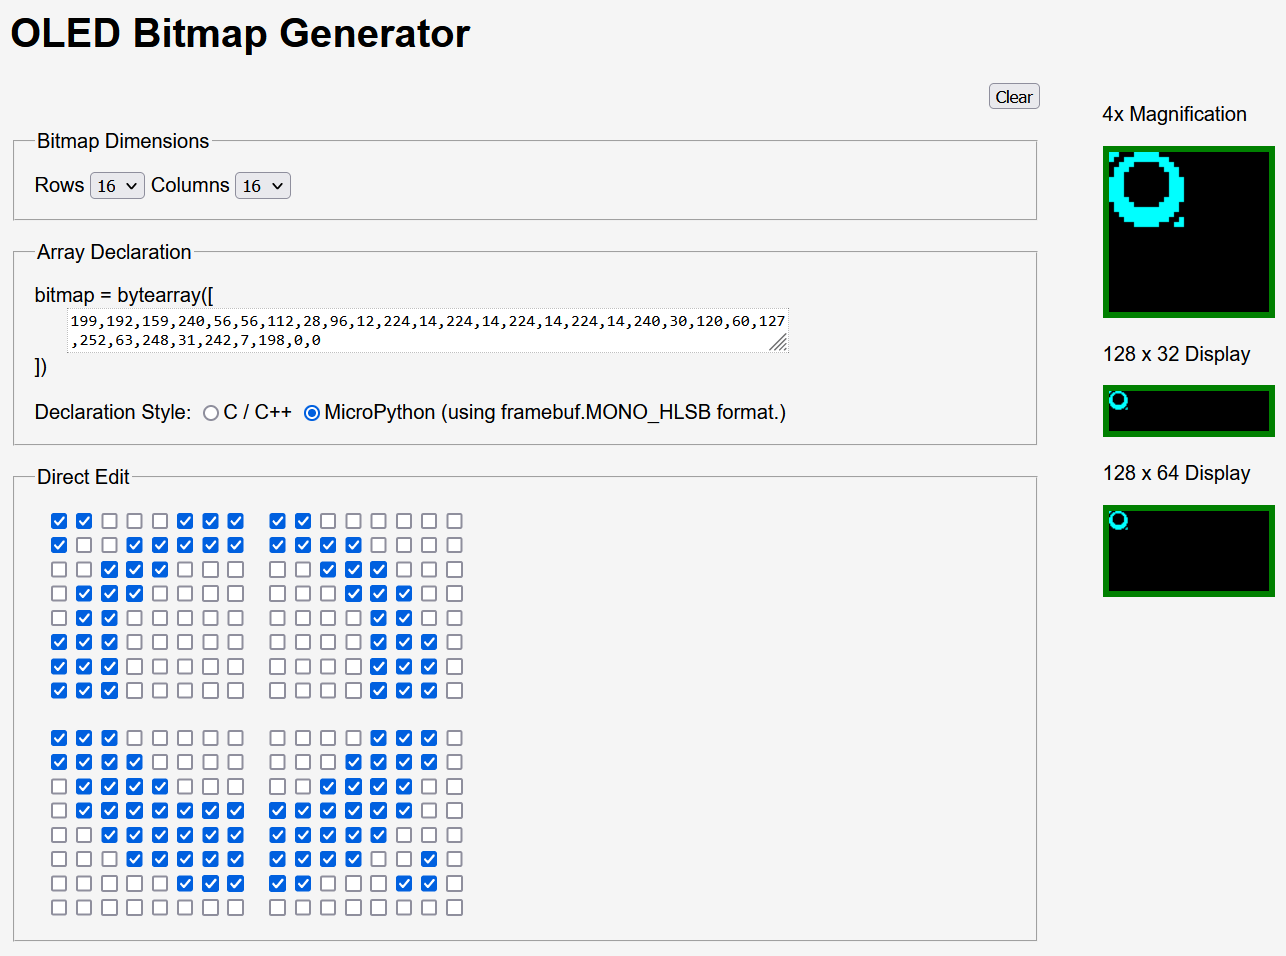 OLED Bitmap Generator
Clear
Bitmap Dimensions
Rows 16 Columns 16
Array Declaration
bitmap = bytearray([
199,192,159,240,56,56,112,28,96,12,224,14,224,14,224,14,224,14,240,30,120,60,127
,252,63,248,31,242,7,198,0,0
])
Declaration Style: C / C++ MicroPython (using framebuf.MONO_HLSB format.)
Direct Edit
4x Magnification
128 x 32 Display
128 x 64 Display